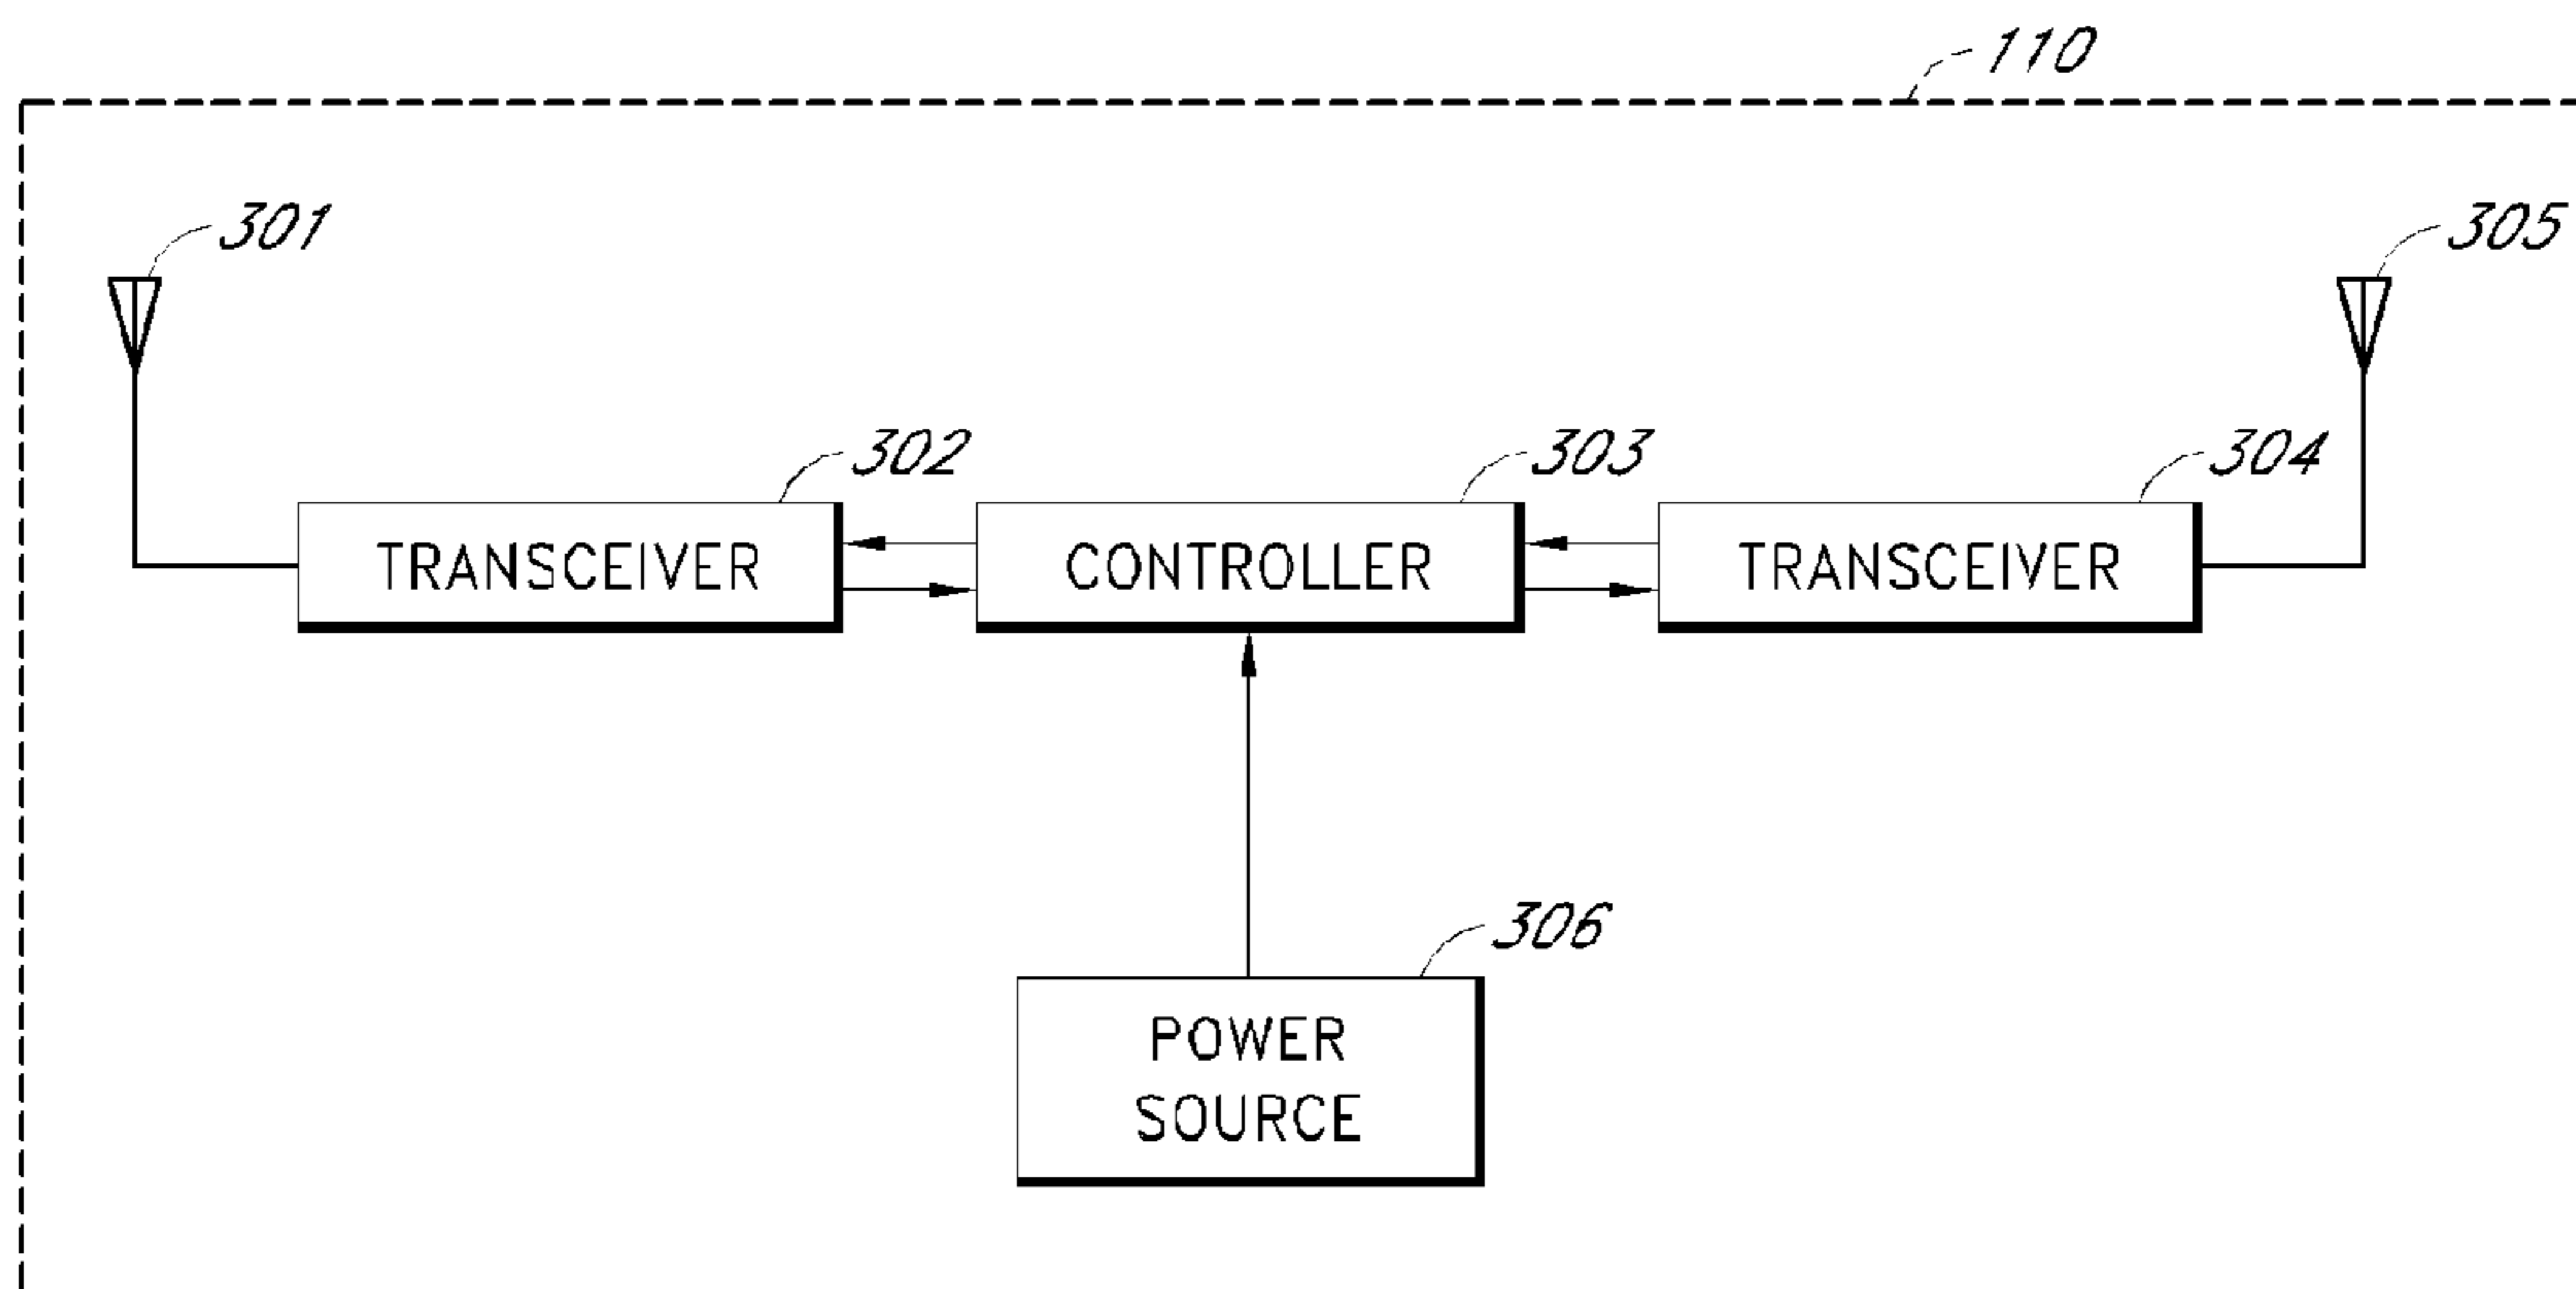 110
301
305
302
303
304
TRANSCEIVER
CONTROLLER
TRANSCEIVER
306
POWER
SOURCE